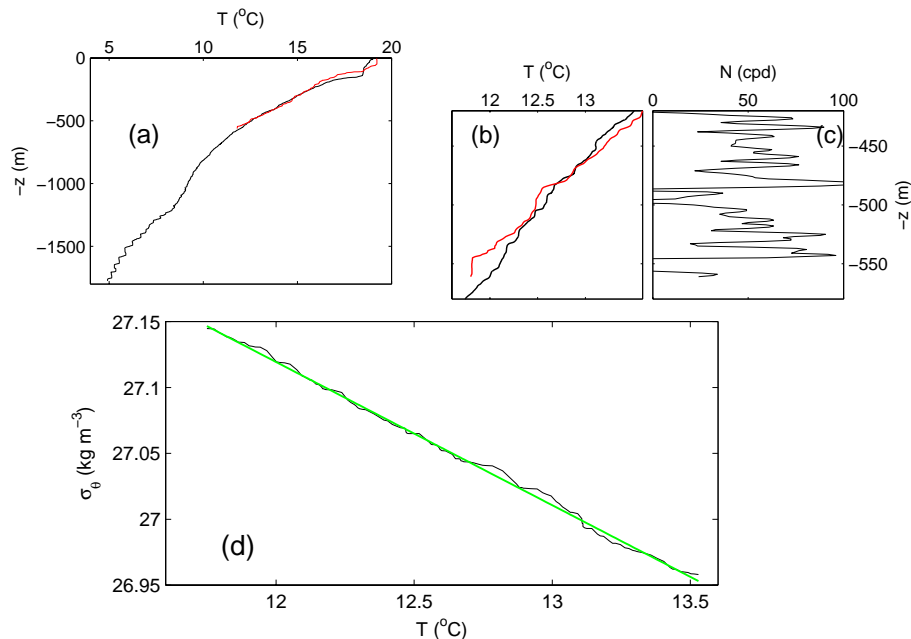 T (°C)
5 10 15 20
0
−500
−1000
−1500
−z (m)
(a)
T (°C)
12 12.5 13
(b)
N (cpd)
0 50 100
(c)
−450
−500
−550
−z (m)
27.15
27.1
27.05
27
26.95
σθ (kg m−3)
(d)
12 12.5 13 13.5
T (°C)